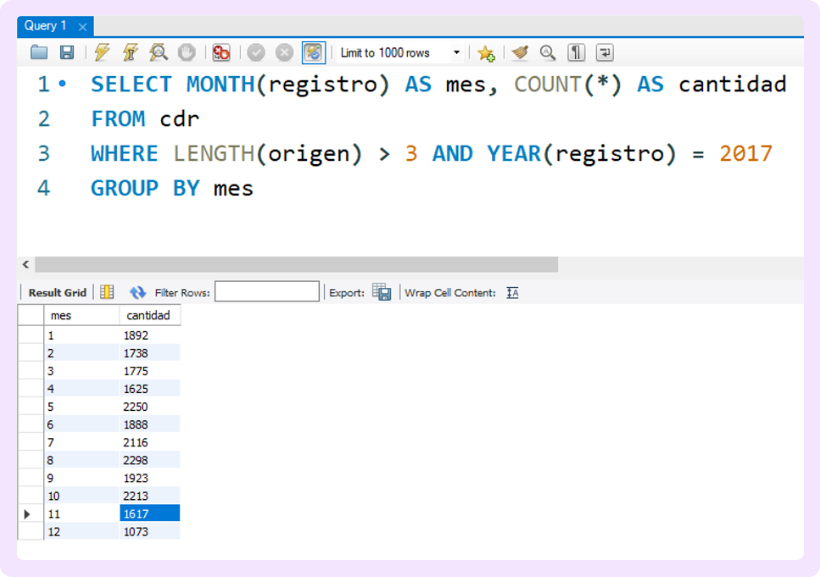 Query 1
Limit to 1000 rows
1 SELECT MONTH(registro) AS mes, COUNT(*) AS cantidad
2 FROM cdr
3 WHERE LENGTH(origen) > 3 AND YEAR(registro) = 2017
4 GROUP BY mes
Result Grid Filter Rows: Export: Wrap Cell Content:
mes cantidad
1 1892
2 1738
3 1775
4 1625
5 2250
6 1888
7 2116
8 2298
9 1923
10 2213
11 1617
12 1073